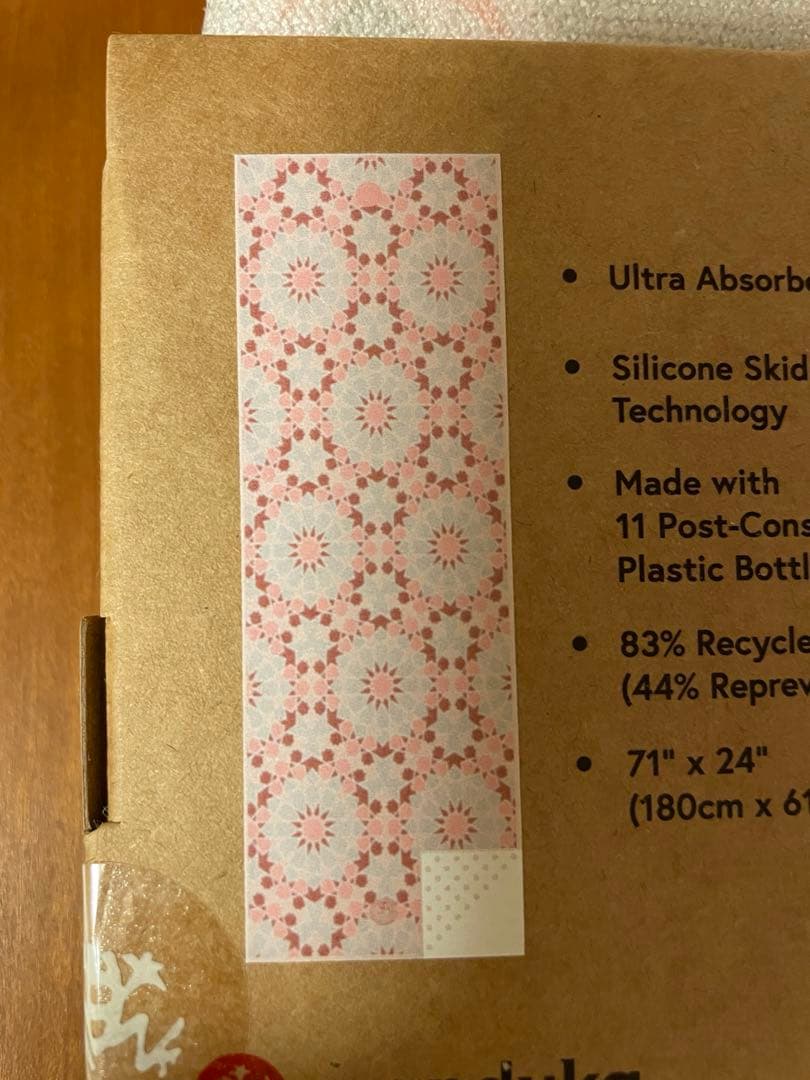 • Ultra Absorbe
• Silicone Skid
Technology
• Made with
11 Post-Cons
Plastic Bottl
• 83% Recycle
(44% Reprev
• 71" x 24"
(180cm x 61